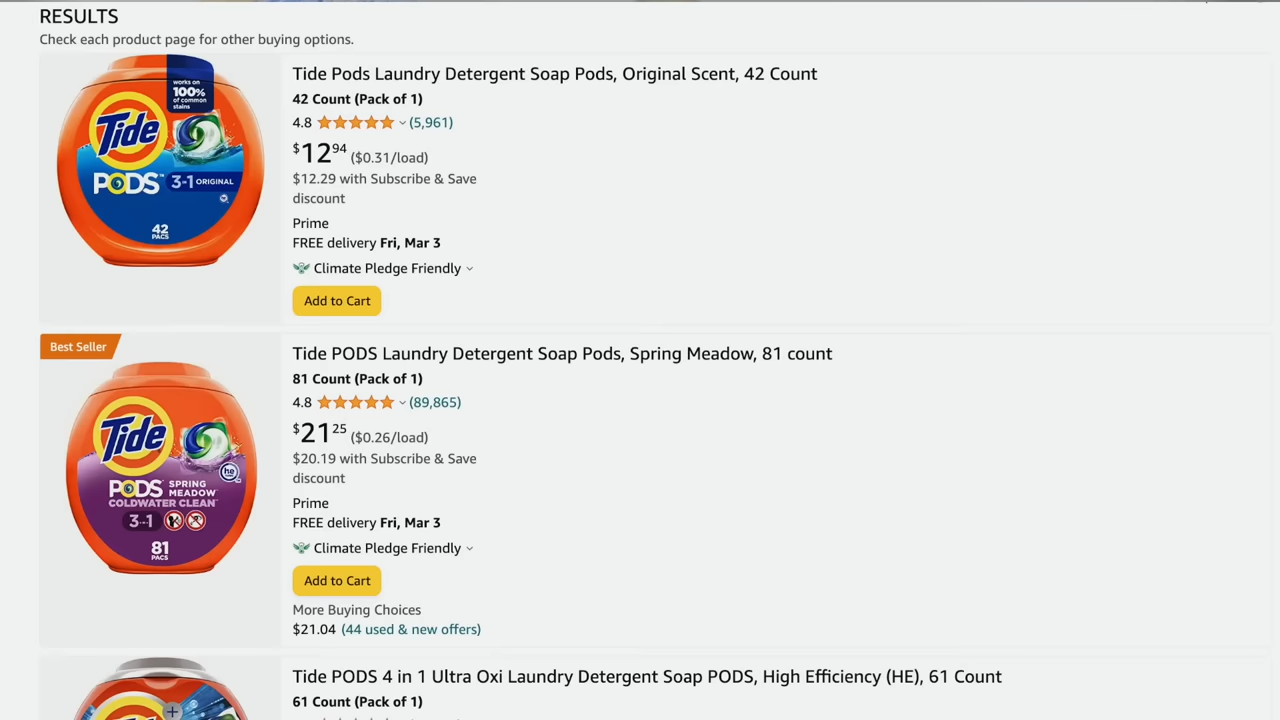 RESULTS
Check each product page for other buying options.
works on
100%
of common
stains
Tide
PODS™
3-1 ORIGINAL
42
PACS
Tide Pods Laundry Detergent Soap Pods, Original Scent, 42 Count
42 Count (Pack of 1)
4.8 (5,961)
$12 94 ($0.31/load)
$12.29 with Subscribe & Save
discount
Prime
FREE delivery Fri, Mar 3
Climate Pledge Friendly
Add to Cart
Best Seller
Tide
he
PODS SPRING
MEADOW
COLDWATER CLEAN™
3-1
81
PACS
Tide PODS Laundry Detergent Soap Pods, Spring Meadow, 81 count
81 Count (Pack of 1)
4.8 (89,865)
$21 25 ($0.26/load)
$20.19 with Subscribe & Save
discount
Prime
FREE delivery Fri, Mar 3
Climate Pledge Friendly
Add to Cart
More Buying Choices
$21.04 (44 used & new offers)
Tide PODS 4 in 1 Ultra Oxi Laundry Detergent Soap PODS, High Efficiency (HE), 61 Count
61 Count (Pack of 1)